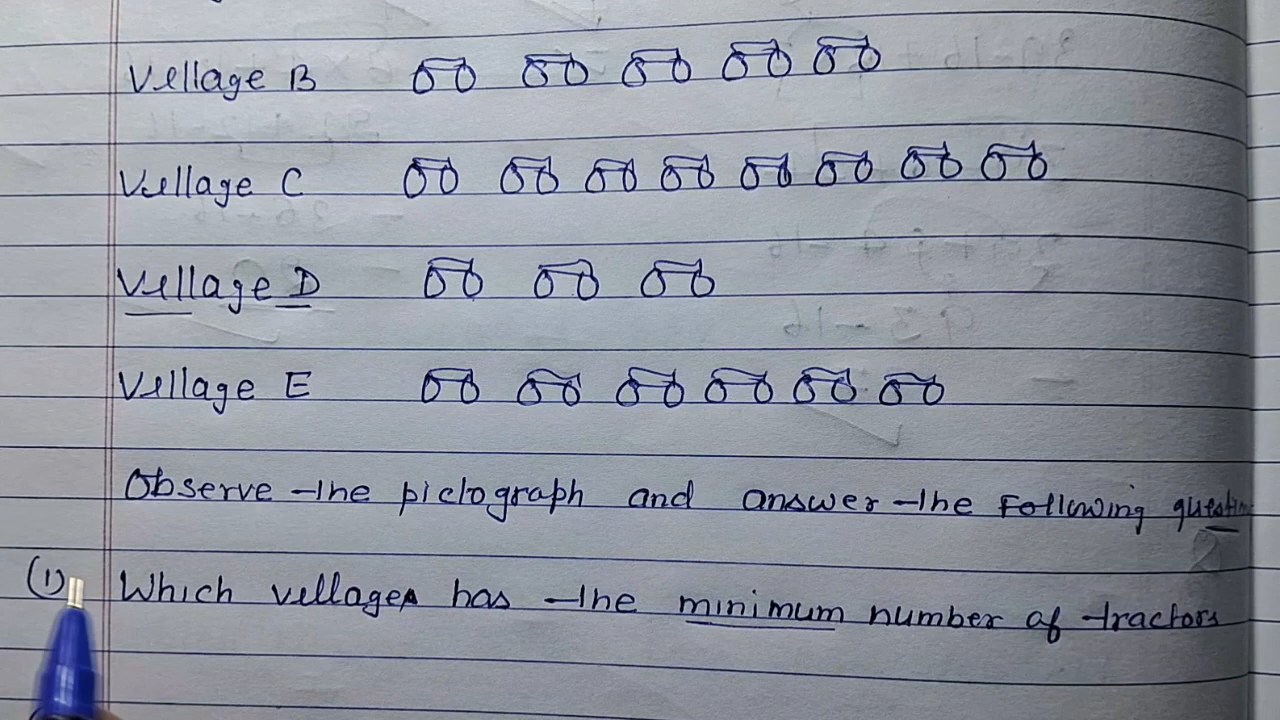 Village B
Village C
Village D
Village E
Observe the pictograph and answer the Following
(1) Which villages has the minimum number of tractors